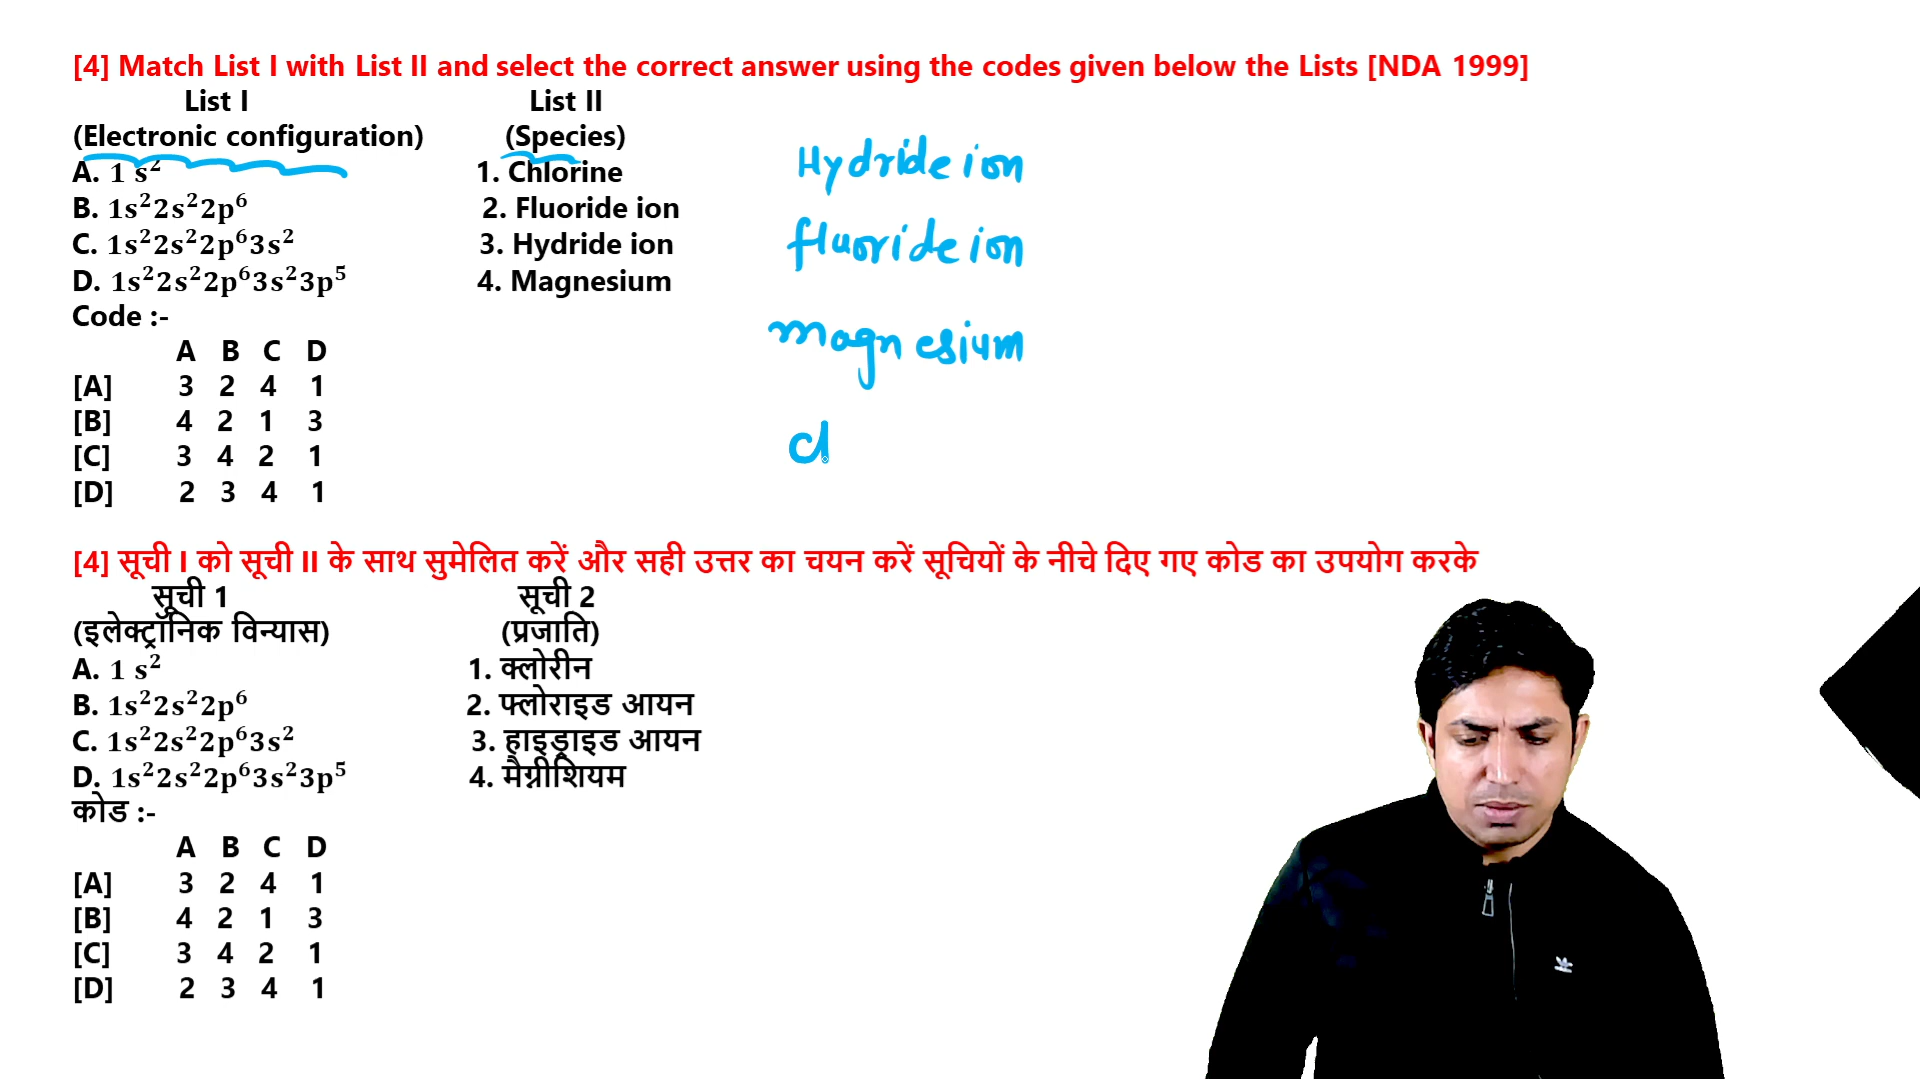 [4] Match List I with List II and select the correct answer using the codes given below the Lists [NDA 1999]
List I List II
(Electronic configuration) (Species)
A. 1 s² 1. Chlorine
B. 1s²2s²2p⁶ 2. Fluoride ion
C. 1s²2s²2p⁶3s² 3. Hydride ion
D. 1s²2s²2p⁶3s²3p⁵ 4. Magnesium
Code :-
A B C D
[A] 3 2 4 1
[B] 4 2 1 3
[C] 3 4 2 1
[D] 2 3 4 1
Hydride ion
fluoride ion
magnesium
cl
[4] सूची I को सूची II के साथ सुमेलित करें और सही उत्तर का चयन करें सूचियों के नीचे दिए गए कोड का उपयोग करके
सूची 1 सूची 2
(इलेक्ट्रॉनिक विन्यास) (प्रजाति)
A. 1 s² 1. क्लोरीन
B. 1s²2s²2p⁶ 2. फ्लोराइड आयन
C. 1s²2s²2p⁶3s² 3. हाइड्राइड आयन
D. 1s²2s²2p⁶3s²3p⁵ 4. मैग्नीशियम
कोड :-
A B C D
[A] 3 2 4 1
[B] 4 2 1 3
[C] 3 4 2 1
[D] 2 3 4 1